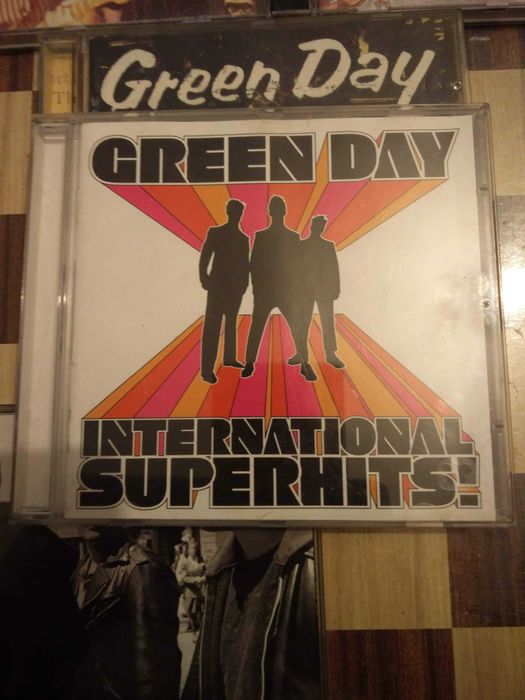 Green Day
GREEN DAY
INTERNATIONAL
SUPERHITS!